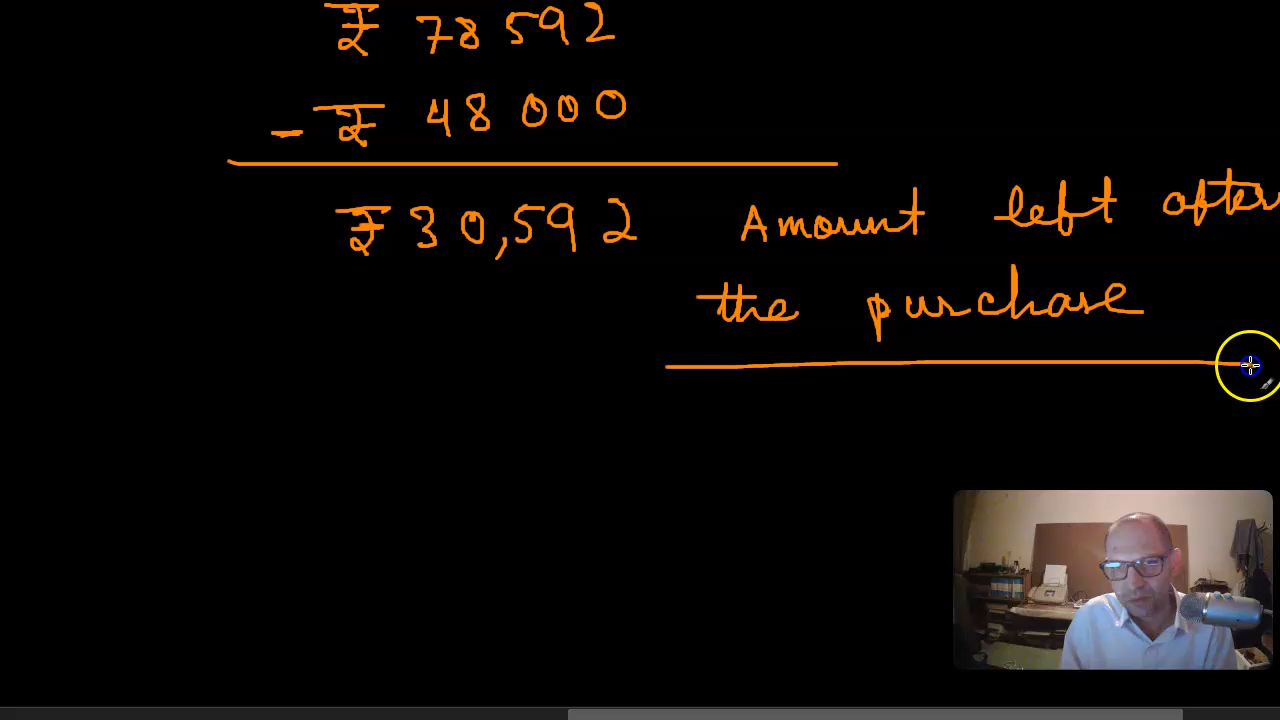 ₹ 78592
- ₹ 48000
₹ 30,592 Amount left after
the purchase